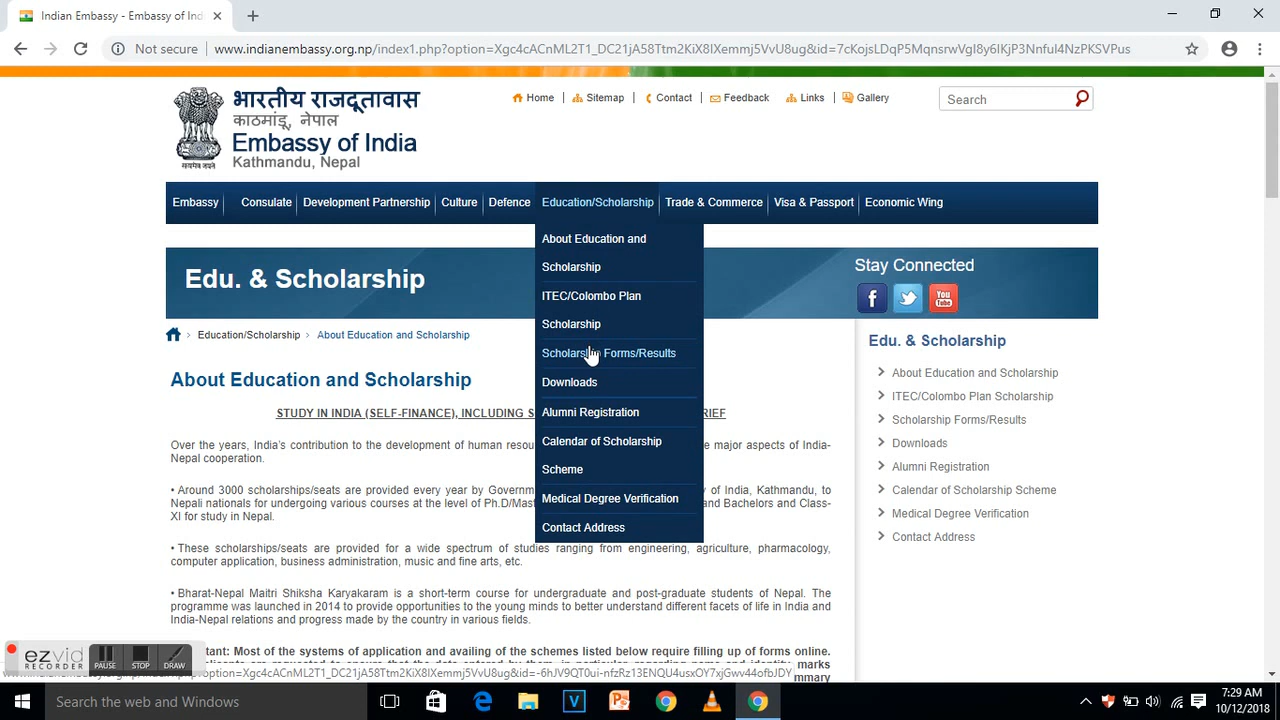 Indian Embassy - Embassy of Ind
Not secure
www.indianembassy.org.np/index1.php?option=Xgc4cACnML2T1_DC21jA58Ttm2KiX8IXemmj5VvU8ug&id=7cKojsLDqP5MqnsrwVgI8y6IKjP3Nnful4NzPKSVPus
भारतीय राजदूतावास
काठमांडू, नेपाल
Embassy of India
Kathmandu, Nepal
सत्यमेव जयते
Home
Sitemap
Contact
Feedback
Links
Gallery
Search
Embassy
Consulate
Development Partnership
Culture
Defence
Education/Scholarship
Trade & Commerce
Visa & Passport
Economic Wing
About Education and
Scholarship
ITEC/Colombo Plan
Scholarship
Scholarship Forms/Results
Downloads
Alumni Registration
Calendar of Scholarship
Scheme
Medical Degree Verification
Contact Address
Edu. & Scholarship
Stay Connected
You
Tube
Education/Scholarship
About Education and Scholarship
About Education and Scholarship
STUDY IN INDIA (SELF-FINANCE), INCLUDING S
RIEF
Over the years, India's contribution to the development of human resou
e major aspects of India-
Nepal cooperation.
• Around 3000 scholarships/seats are provided every year by Governm
y of India, Kathmandu, to
Nepali nationals for undergoing various courses at the level of Ph.D/Mas
and Bachelors and Class-
XI for study in Nepal.
• These scholarships/seats are provided for a wide spectrum of studies ranging from engineering, agriculture, pharmacology,
computer application, business administration, music and fine arts, etc.
• Bharat-Nepal Maitri Shiksha Karyakaram is a short-term course for undergraduate and post-graduate students of Nepal. The
programme was launched in 2014 to provide opportunities to the young minds to better understand different facets of life in India and
India-Nepal relations and progress made by the country in various fields.
tant: Most of the systems of application and availing of the schemes listed below require filling up of forms online.
marks
mmary
Edu. & Scholarship
About Education and Scholarship
ITEC/Colombo Plan Scholarship
Scholarship Forms/Results
Downloads
Alumni Registration
Calendar of Scholarship Scheme
Medical Degree Verification
Contact Address
ezvid
RECORDER
PAUSE
STOP
DRAW
Search the web and Windows
7:29 AM
10/12/2018